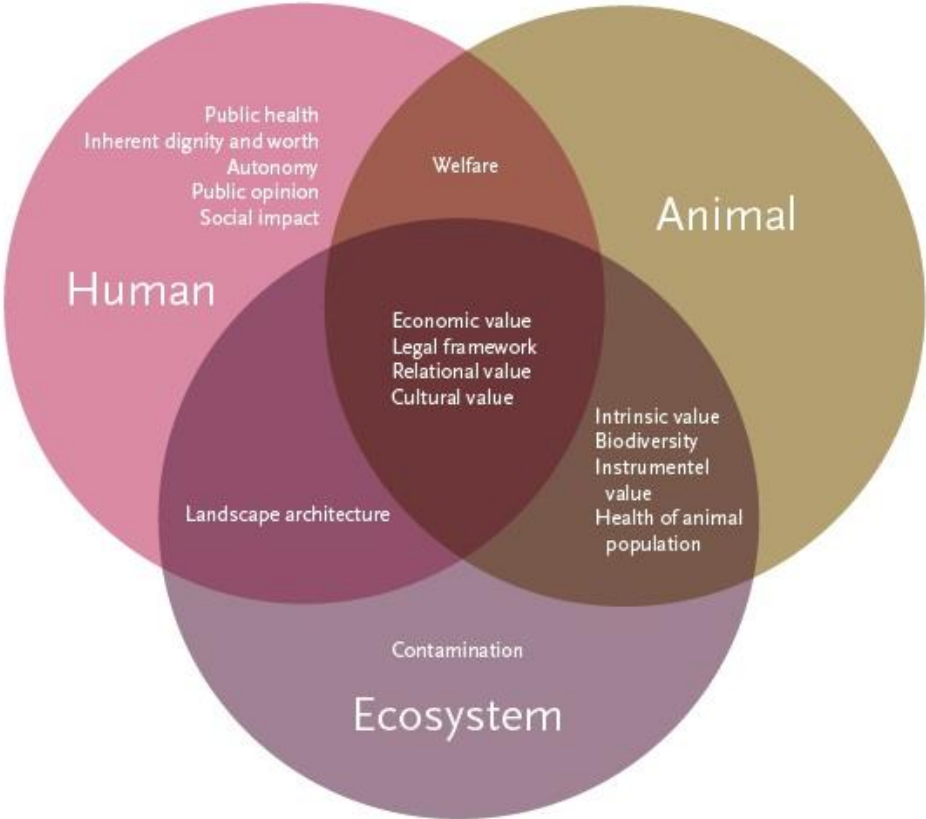 Public health
Inherent dignity and worth
Autonomy
Public opinion
Social impact
Human
Welfare
Animal
Economic value
Legal framework
Relational value
Cultural value
Intrinsic value
Biodiversity
Instrumentel
value
Health of animal
population
Landscape architecture
Contamination
Ecosystem